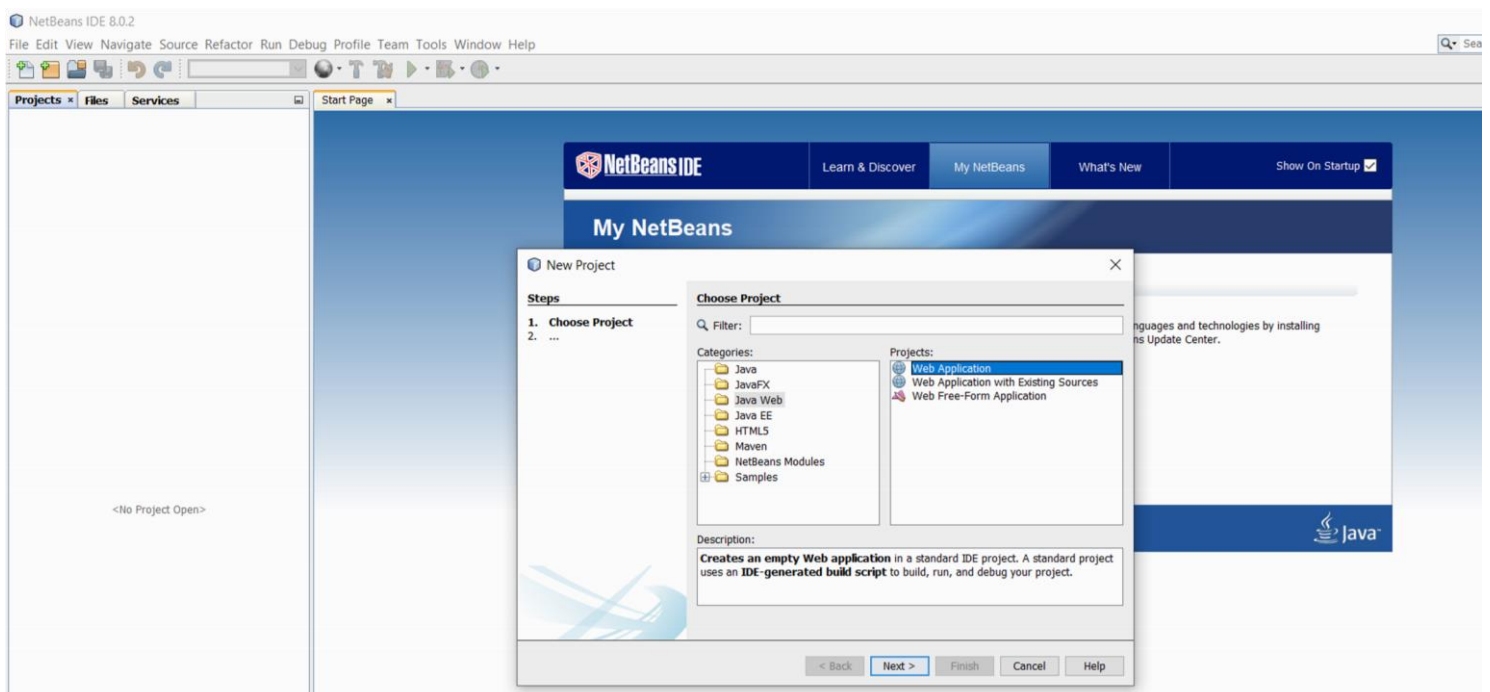 NetBeans IDE 8.0.2
File Edit View Navigate Source Refactor Run Debug Profile Team Tools Window Help
Projects Files Services
Start Page
NetBeans IDE
Learn & Discover
My NetBeans
What's New
Show On Startup
My NetBeans
New Project
Steps
1. Choose Project
2. ...
Choose Project
Filter:
Categories:
Java
JavaFX
Java Web
Java EE
HTML5
Maven
NetBeans Modules
Samples
Projects:
Web Application
Web Application with Existing Sources
Web Free-Form Application
Description:
Creates an empty Web application in a standard IDE project. A standard project
uses an IDE-generated build script to build, run, and debug your project.
< Back Next > Finish Cancel Help
and technologies by installing
Update Center.
<No Project Open>
Java